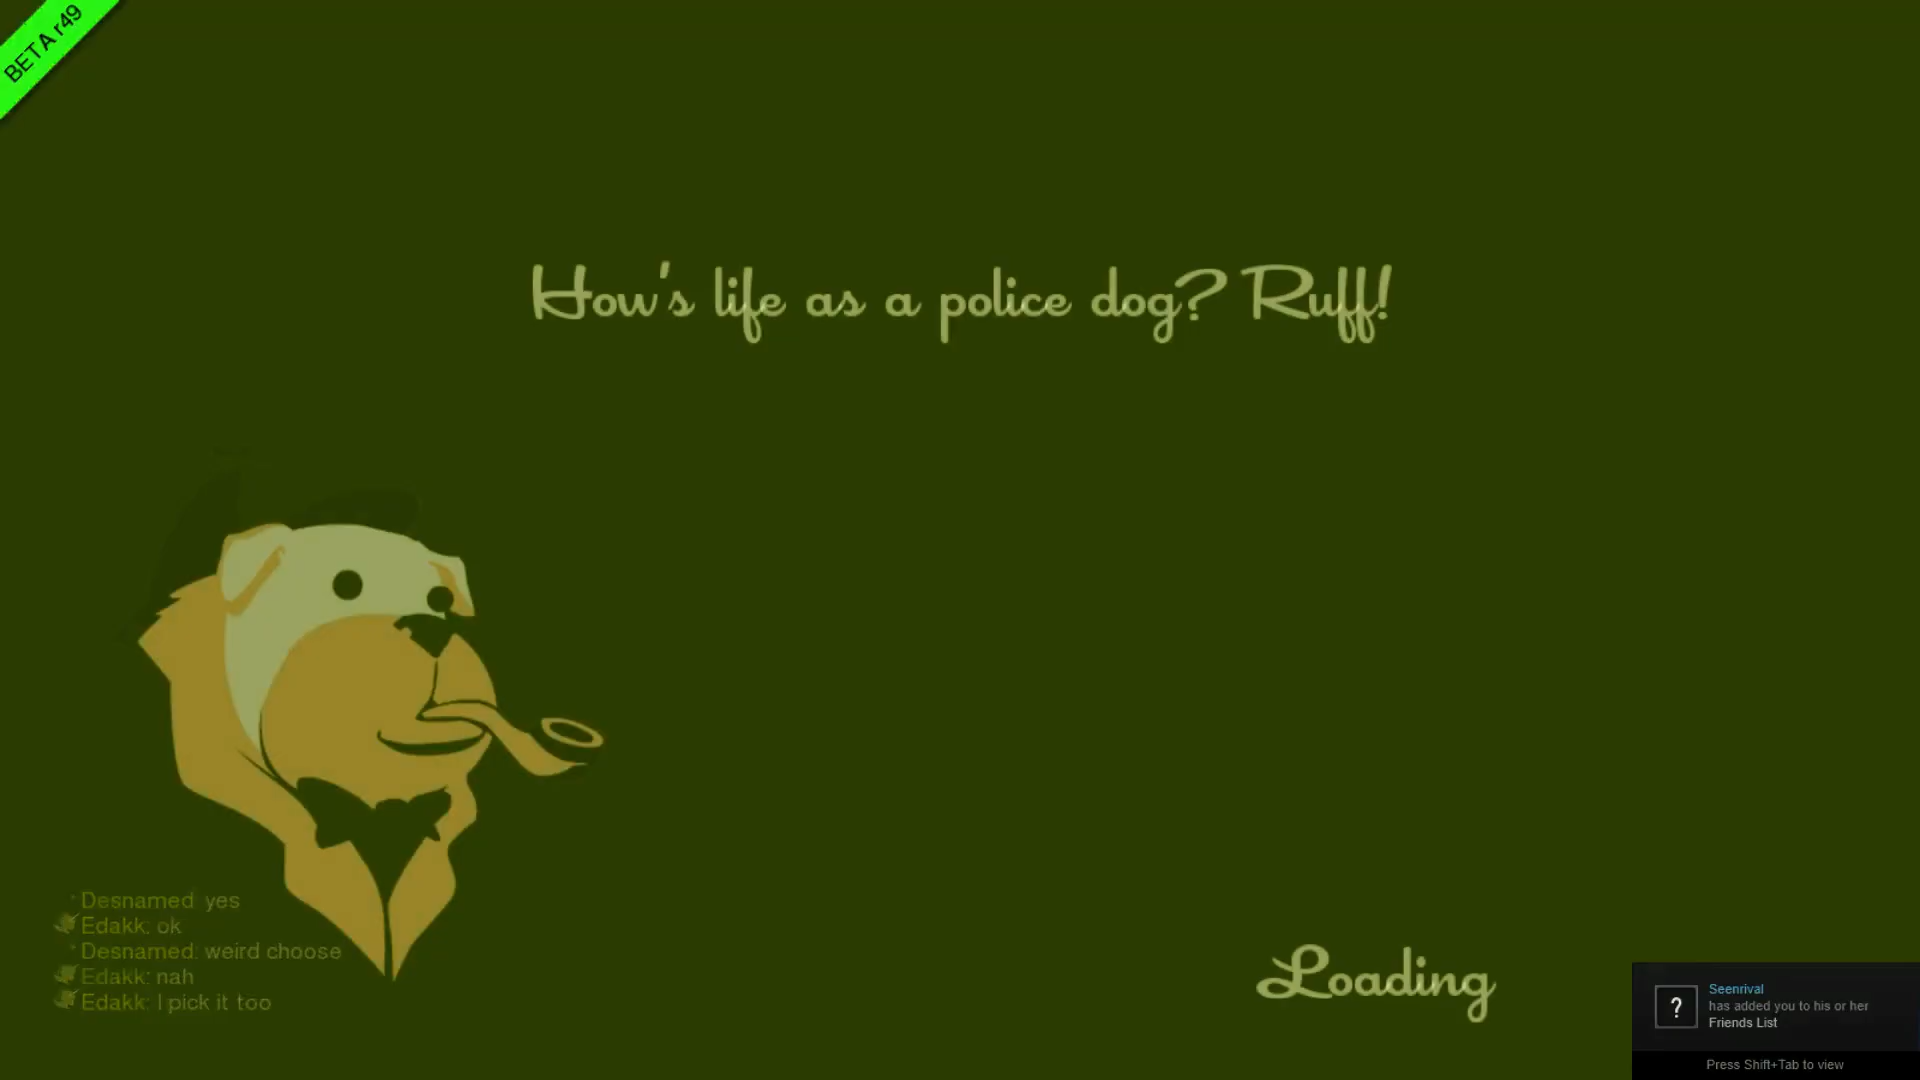 BETA r49
How's life as a police dog? Ruff!
Desnamed: yes
Edakk: ok
Desnamed: weird choose
Edakk: nah
Edakk: I pick it too
Loading
?
Seenrival
has added you to his or her
Friends List
Press Shift+Tab to view